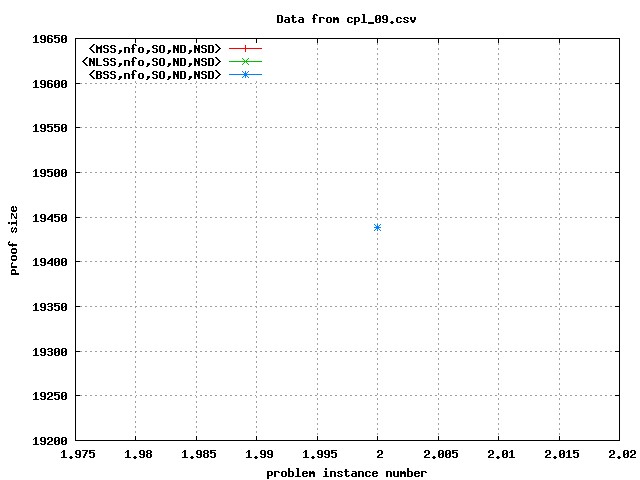 Data from cpl_09.csv
<MSS,nfo,SO,ND,NSD>
<NLSS,nfo,SO,ND,NSD>
<BSS,nfo,SO,ND,NSD>
19650
19600
19550
19500
19450
19400
19350
19300
19250
19200
proof size
1.975 1.98 1.985 1.99 1.995 2 2.005 2.01 2.015 2.02
problem instance number